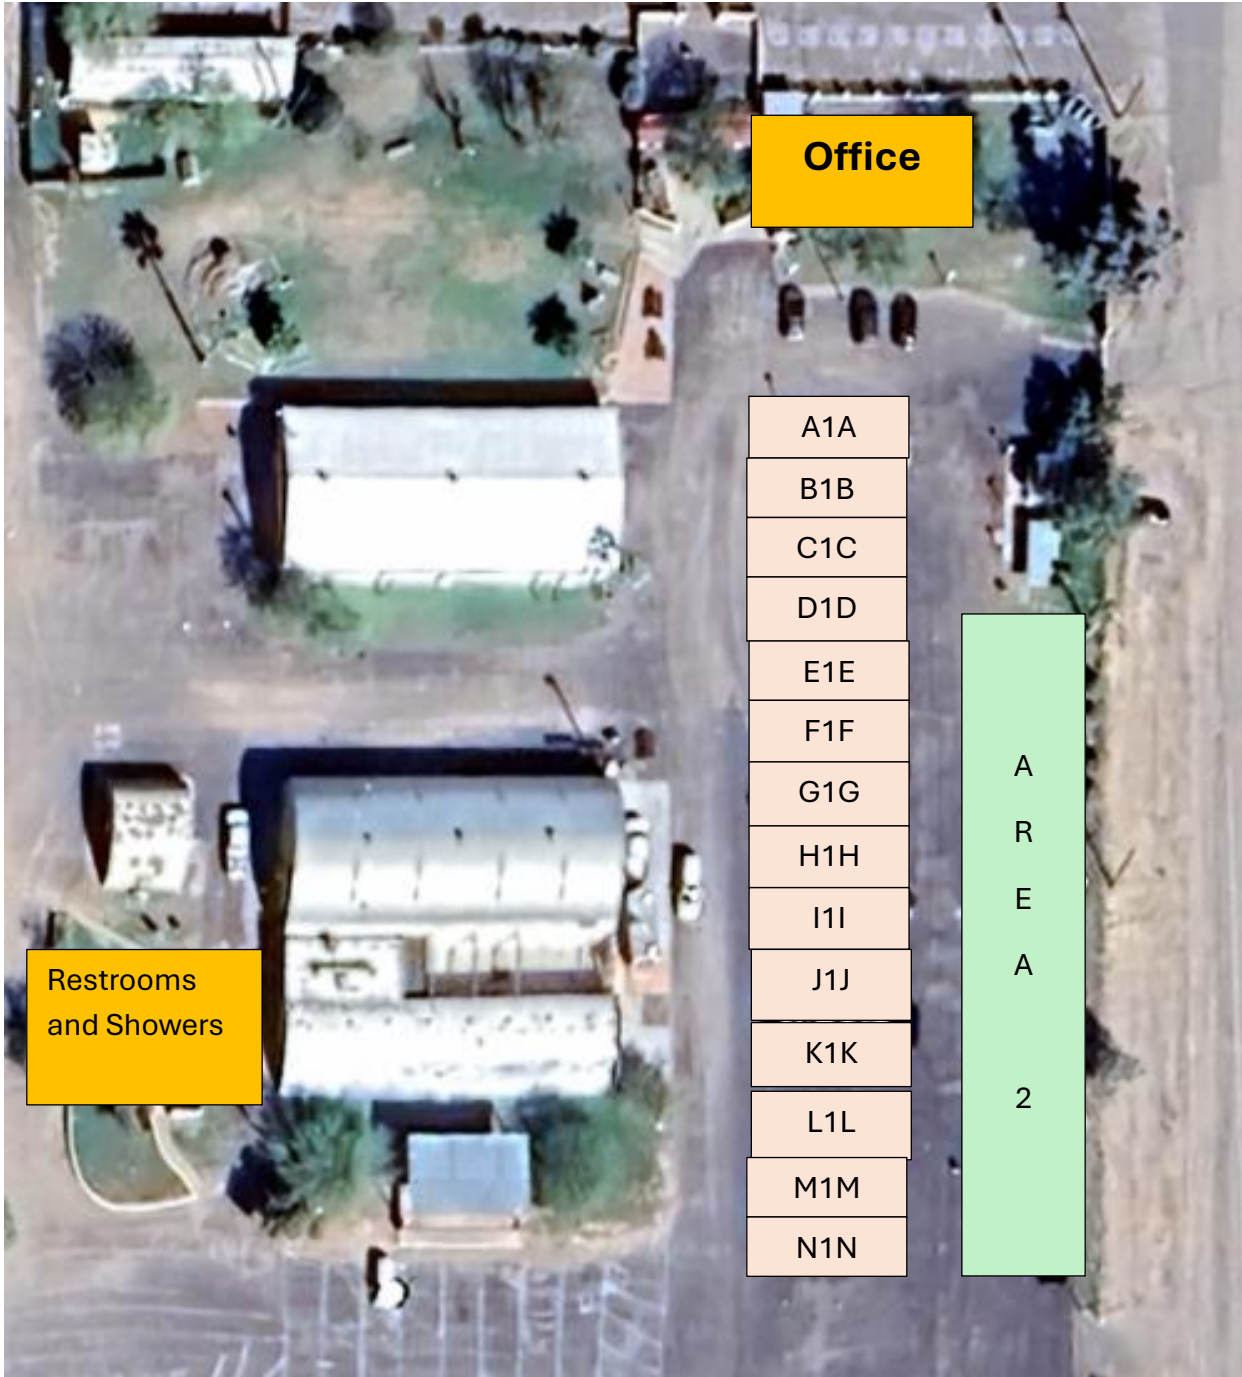 Office
A1A
B1B
C1C
D1D
E1E
F1F
G1G
H1H
I1I
J1J
K1K
L1L
M1M
N1N
A
R
E
A
2
Restrooms
and Showers